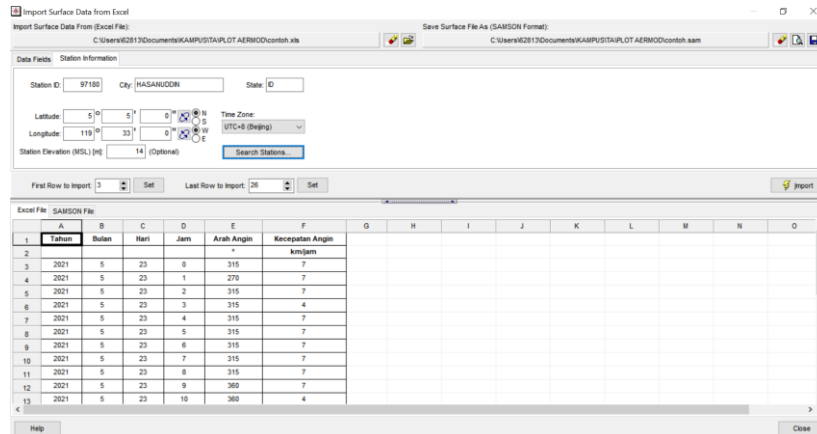 Import Surface Data from Excel
Import Surface Data From (Excel File):
Save Surface File As (SAMSON Format):
C:\Users\62813\Documents\KAMPUS\TA\PLOT AERMOD\contoh.xls
C:\Users\62813\Documents\KAMPUS\TA\PLOT AERMOD\contoh.sam
Data Fields Station Information
Station ID: 97180 City: HASANUDDIN State: ID
Latitude: 5 ° 5 ' 0 " N S Time Zone:
Longitude: 119 ° 33 ' 0 " W E UTC+8 (Beijing)
Station Elevation (MSL) [m]: 14 (Optional) Search Stations...
First Row to Import: 3 Set Last Row to Import: 26 Set Import
Excel File SAMSON File
A B C D E F G H I J K L M N O
1 Tahun Bulan Hari Jam Arah Angin Kecepatan Angin
2 ° km/jam
3 2021 5 23 0 315 7
4 2021 5 23 1 270 7
5 2021 5 23 2 315 7
6 2021 5 23 3 315 4
7 2021 5 23 4 315 7
8 2021 5 23 5 315 7
9 2021 5 23 6 315 7
10 2021 5 23 7 315 7
11 2021 5 23 8 315 7
12 2021 5 23 9 360 7
13 2021 5 23 10 360 4
Help Close